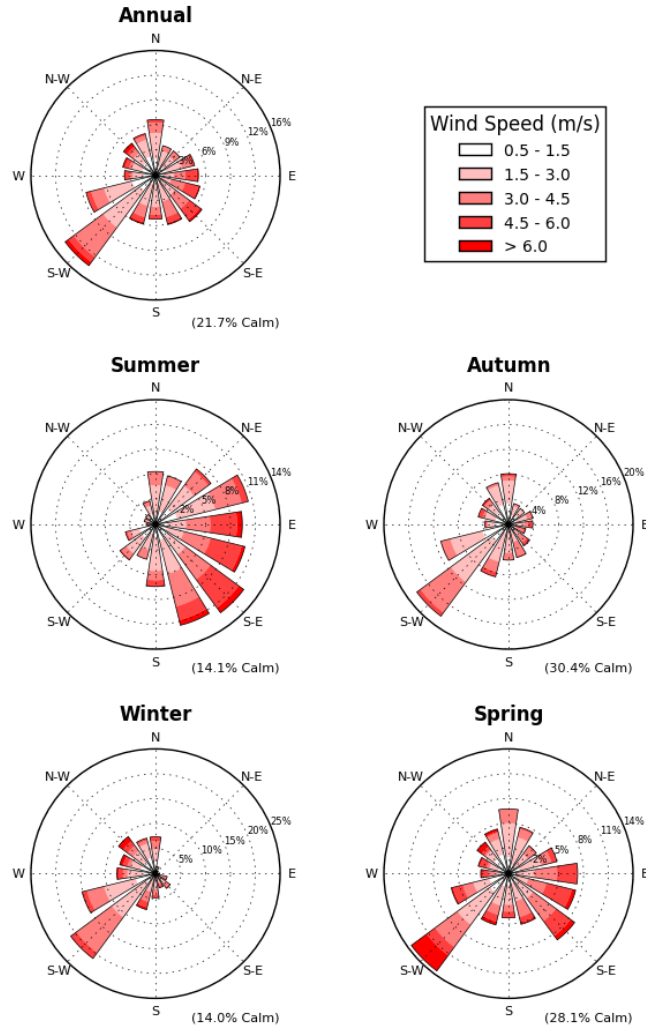 Annual
N
N-W
N-E
W
E
S-W
S-E
S
3%
6%
9%
12%
16%
(21.7% Calm)
Wind Speed (m/s)
0.5 - 1.5
1.5 - 3.0
3.0 - 4.5
4.5 - 6.0
> 6.0
Summer
N
N-W
N-E
W
E
S-W
S-E
S
2%
5%
8%
11%
14%
(14.1% Calm)
Autumn
N
N-W
N-E
W
E
S-W
S-E
S
4%
8%
12%
16%
20%
(30.4% Calm)
Winter
N
N-W
N-E
W
E
S-W
S-E
S
5%
10%
15%
20%
25%
(14.0% Calm)
Spring
N
N-W
N-E
W
E
S-W
S-E
S
2%
5%
8%
11%
14%
(28.1% Calm)